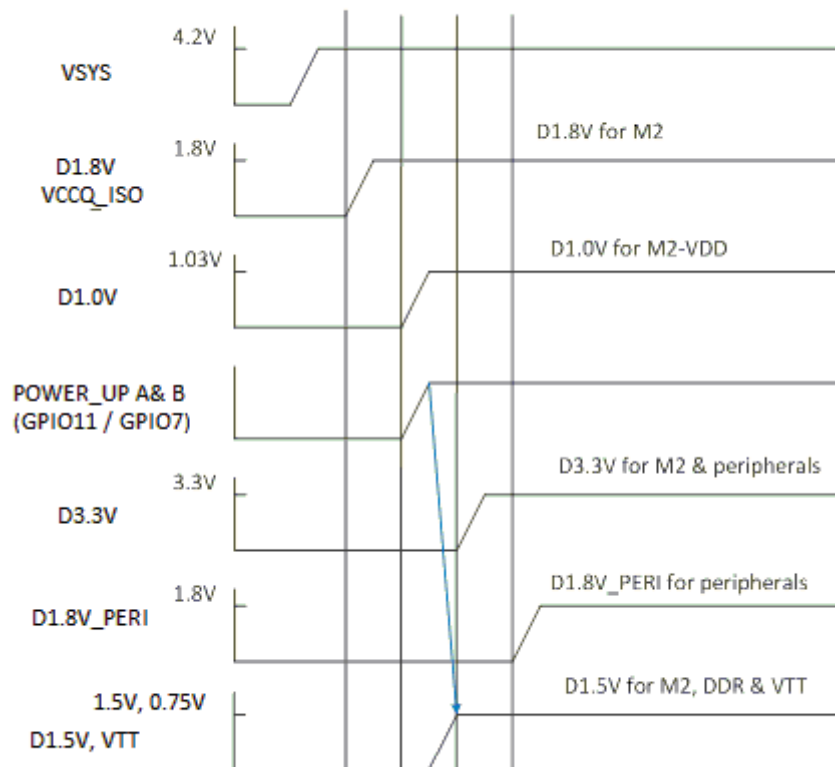 4.2V
VSYS
1.8V
D1.8V for M2
D1.8V
VCCQ_ISO
1.03V
D1.0V for M2-VDD
D1.0V
POWER_UP A& B
(GPIO11 / GPIO7)
3.3V
D3.3V for M2 & peripherals
D3.3V
1.8V
D1.8V_PERI for peripherals
D1.8V_PERI
1.5V, 0.75V
D1.5V for M2, DDR & VTT
D1.5V, VTT